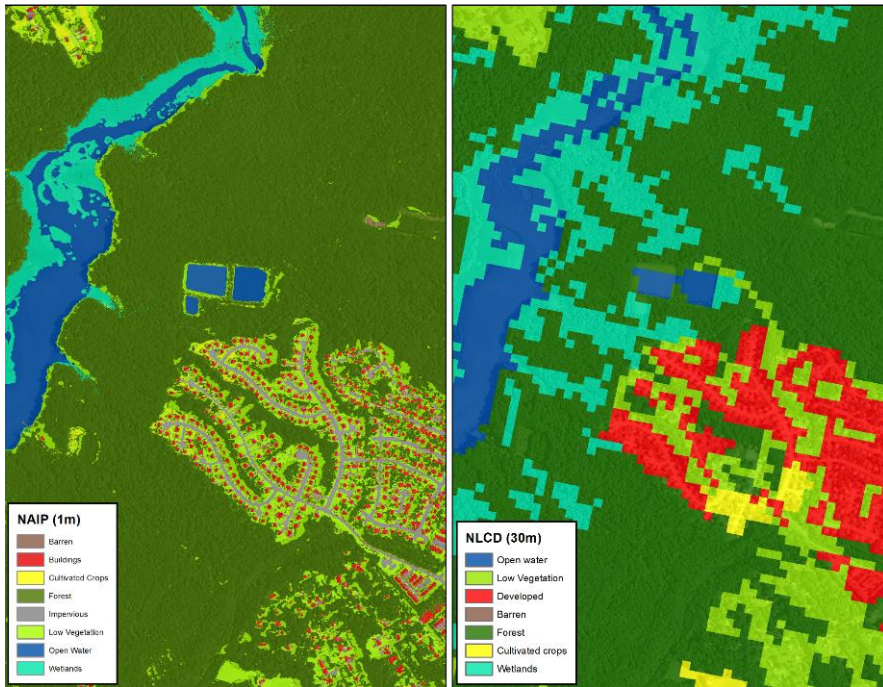 NAIP (1m)
Barren
Buildings
Cultivated Crops
Forest
Impervious
Low Vegetation
Open Water
Wetlands
NLCD (30m)
Open water
Low Vegetation
Developed
Barren
Forest
Cultivated crops
Wetlands